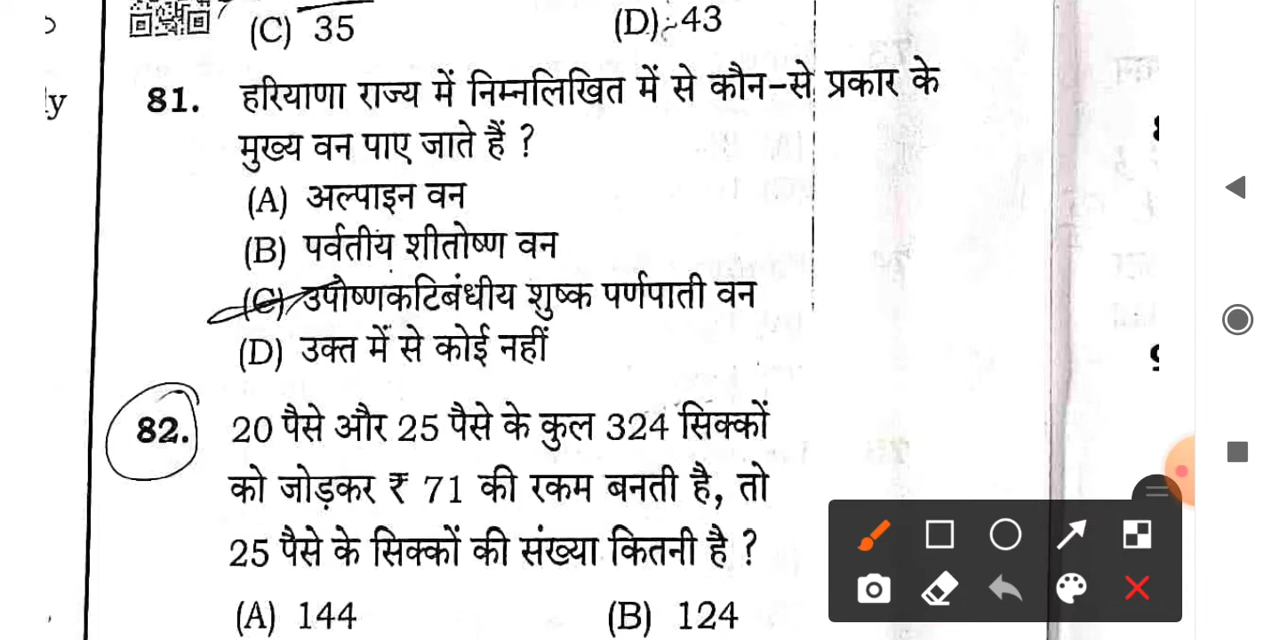 (C) 35 (D) 43
ly
81. हरियाणा राज्य में निम्नलिखित में से कौन-से प्रकार के
मुख्य वन पाए जाते हैं ?
(A) अल्पाइन वन
(B) पर्वतीय शीतोष्ण वन
(C) उपोष्णकटिबंधीय शुष्क पर्णपाती वन
(D) उक्त में से कोई नहीं
82. 20 पैसे और 25 पैसे के कुल 324 सिक्कों
को जोड़कर ₹ 71 की रकम बनती है, तो
25 पैसे के सिक्कों की संख्या कितनी है ?
(A) 144 (B) 124